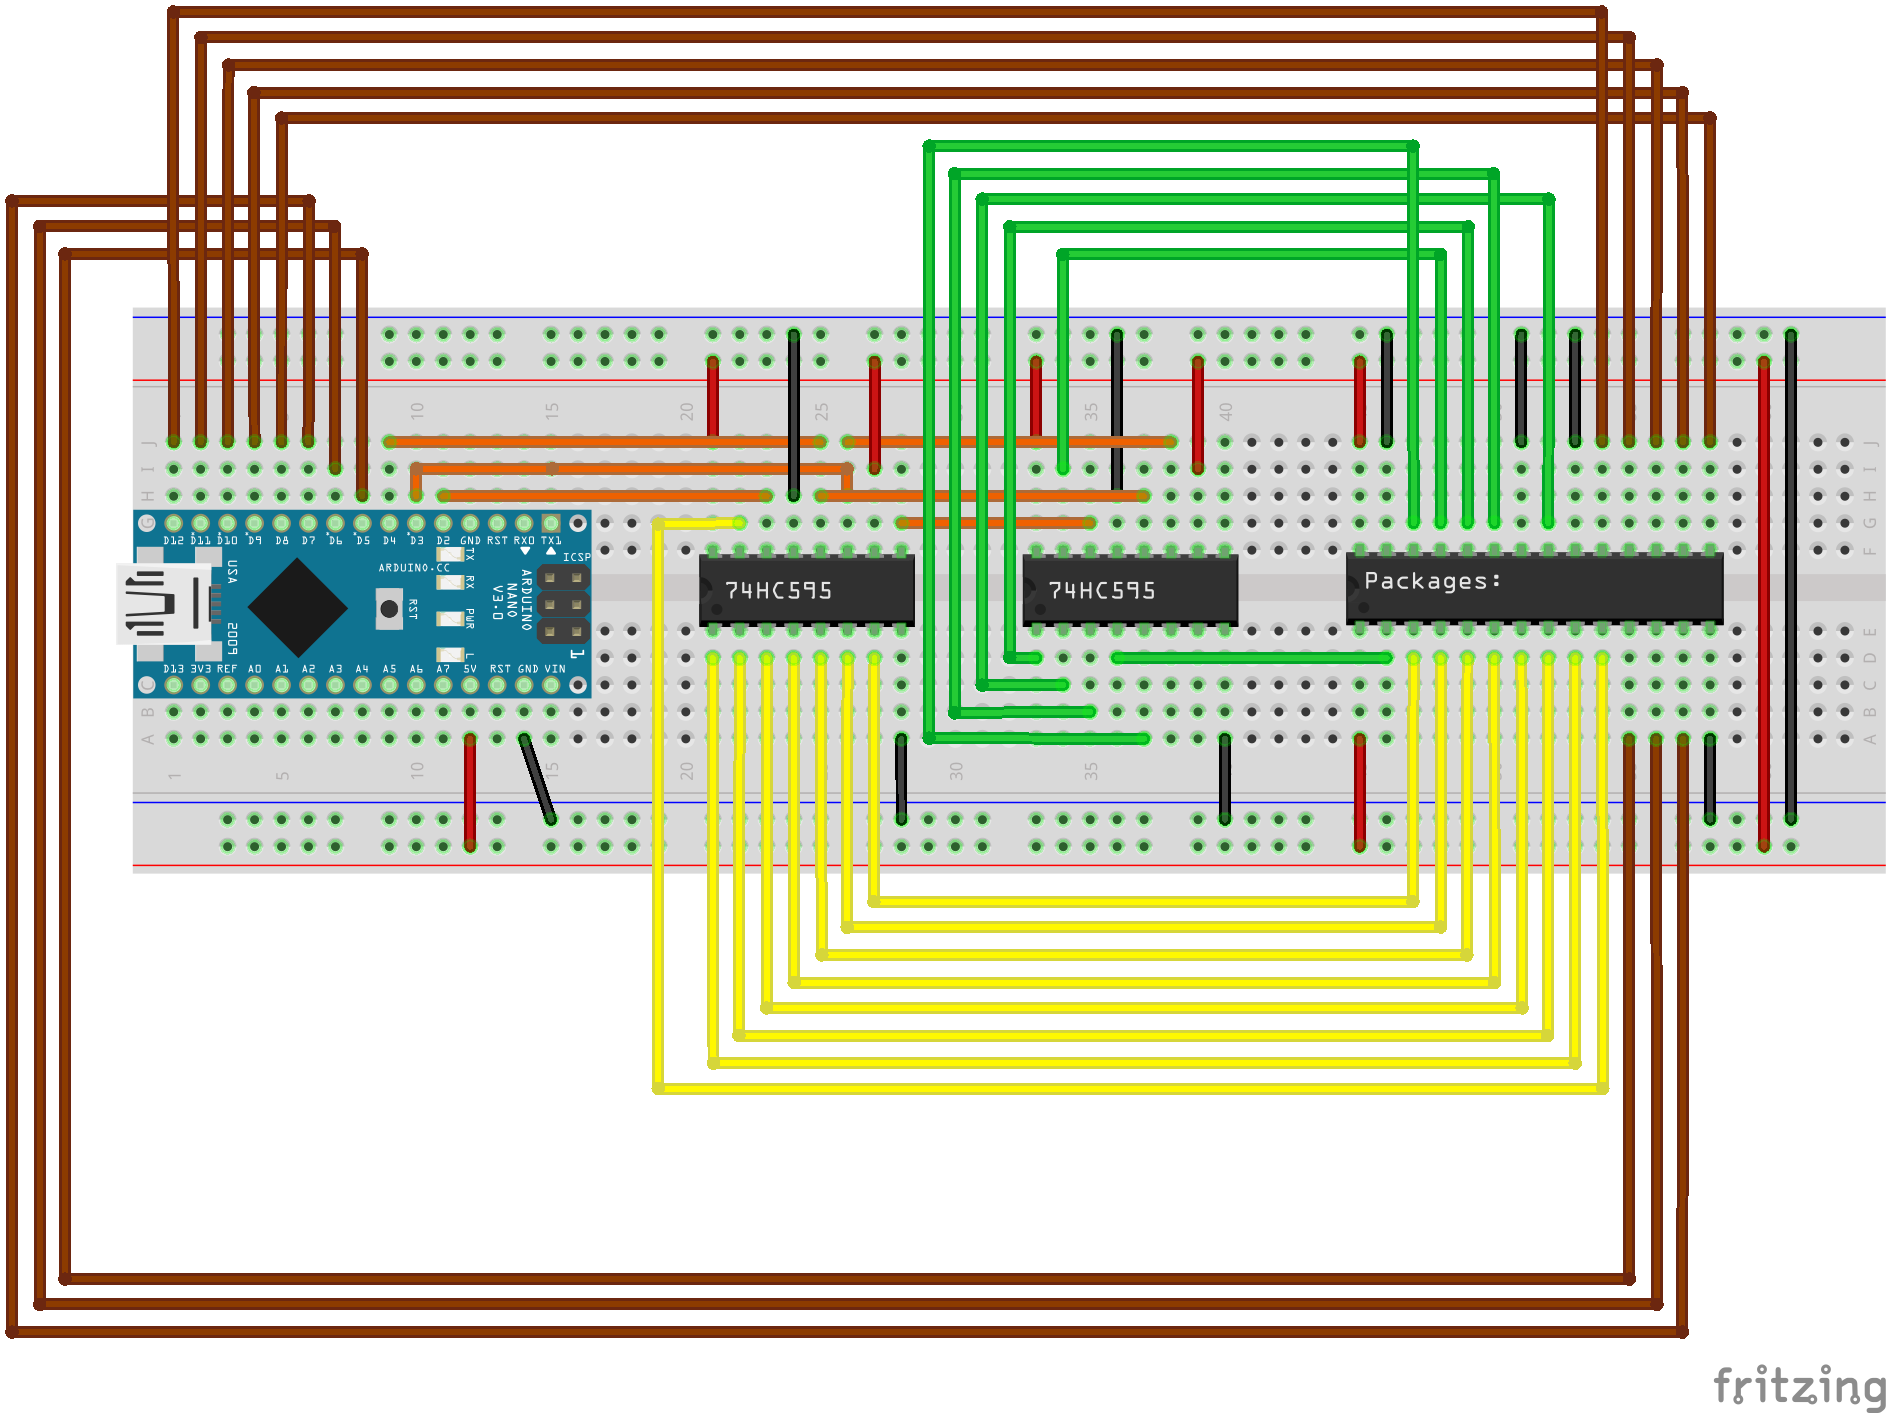 10 15 20 25 30 35 40
J J
I I
H H
G G
F
D12 D11 D10 D9 D8 D7 D6 D5 D4 D3 D2 GND RST RX0 TX1
ARDUINO.CC
TX
RX
PWR
L
RST
USA
2009
ICSP
ARDUINO
NANO
V3.0
1
74HC595
74HC595
Packages:
D13 3V3 REF A0 A1 A2 A3 A4 A5 A6 A7 5V RST GND VIN
E
D
C C
B B
A A
1 5 10 15 20 30 35
fritzing